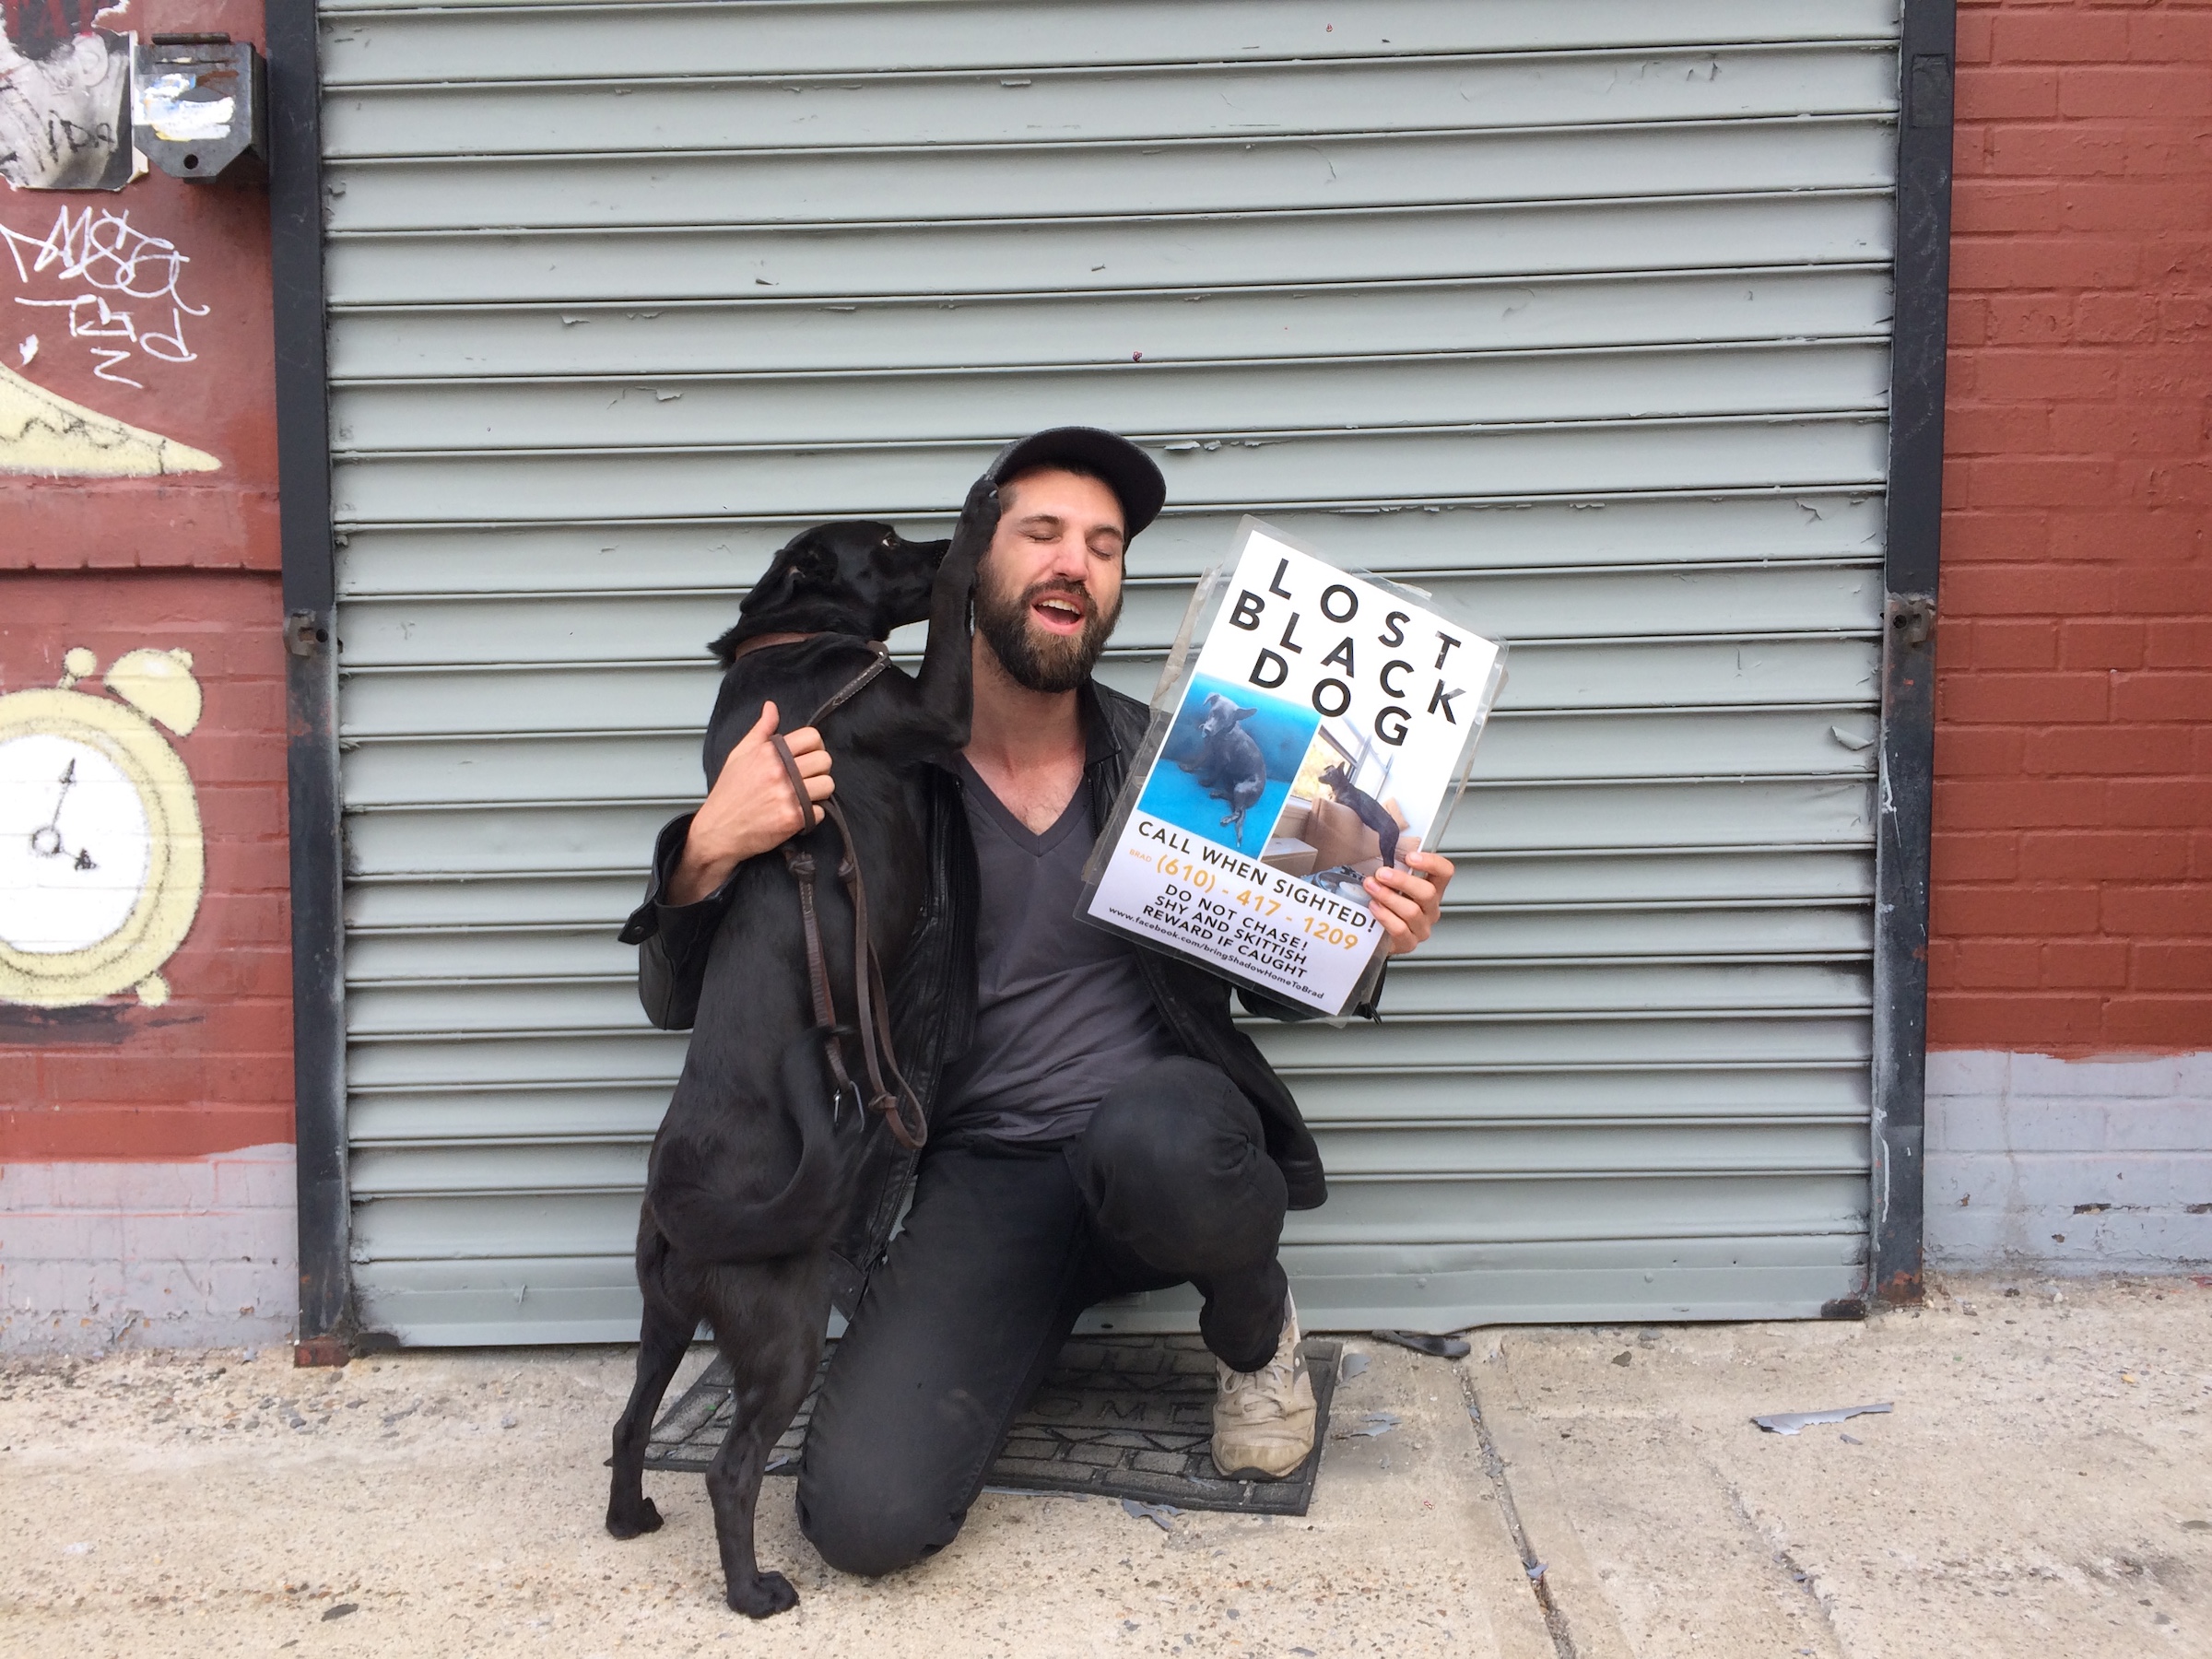 LOST
BLACK
DOG
CALL WHEN SIGHTED!
BRAD (610) - 417 - 1209
DO NOT CHASE!
SHY AND SKITTISH
REWARD IF CAUGHT
www.facebook.com/bringShadowHomeToBrad